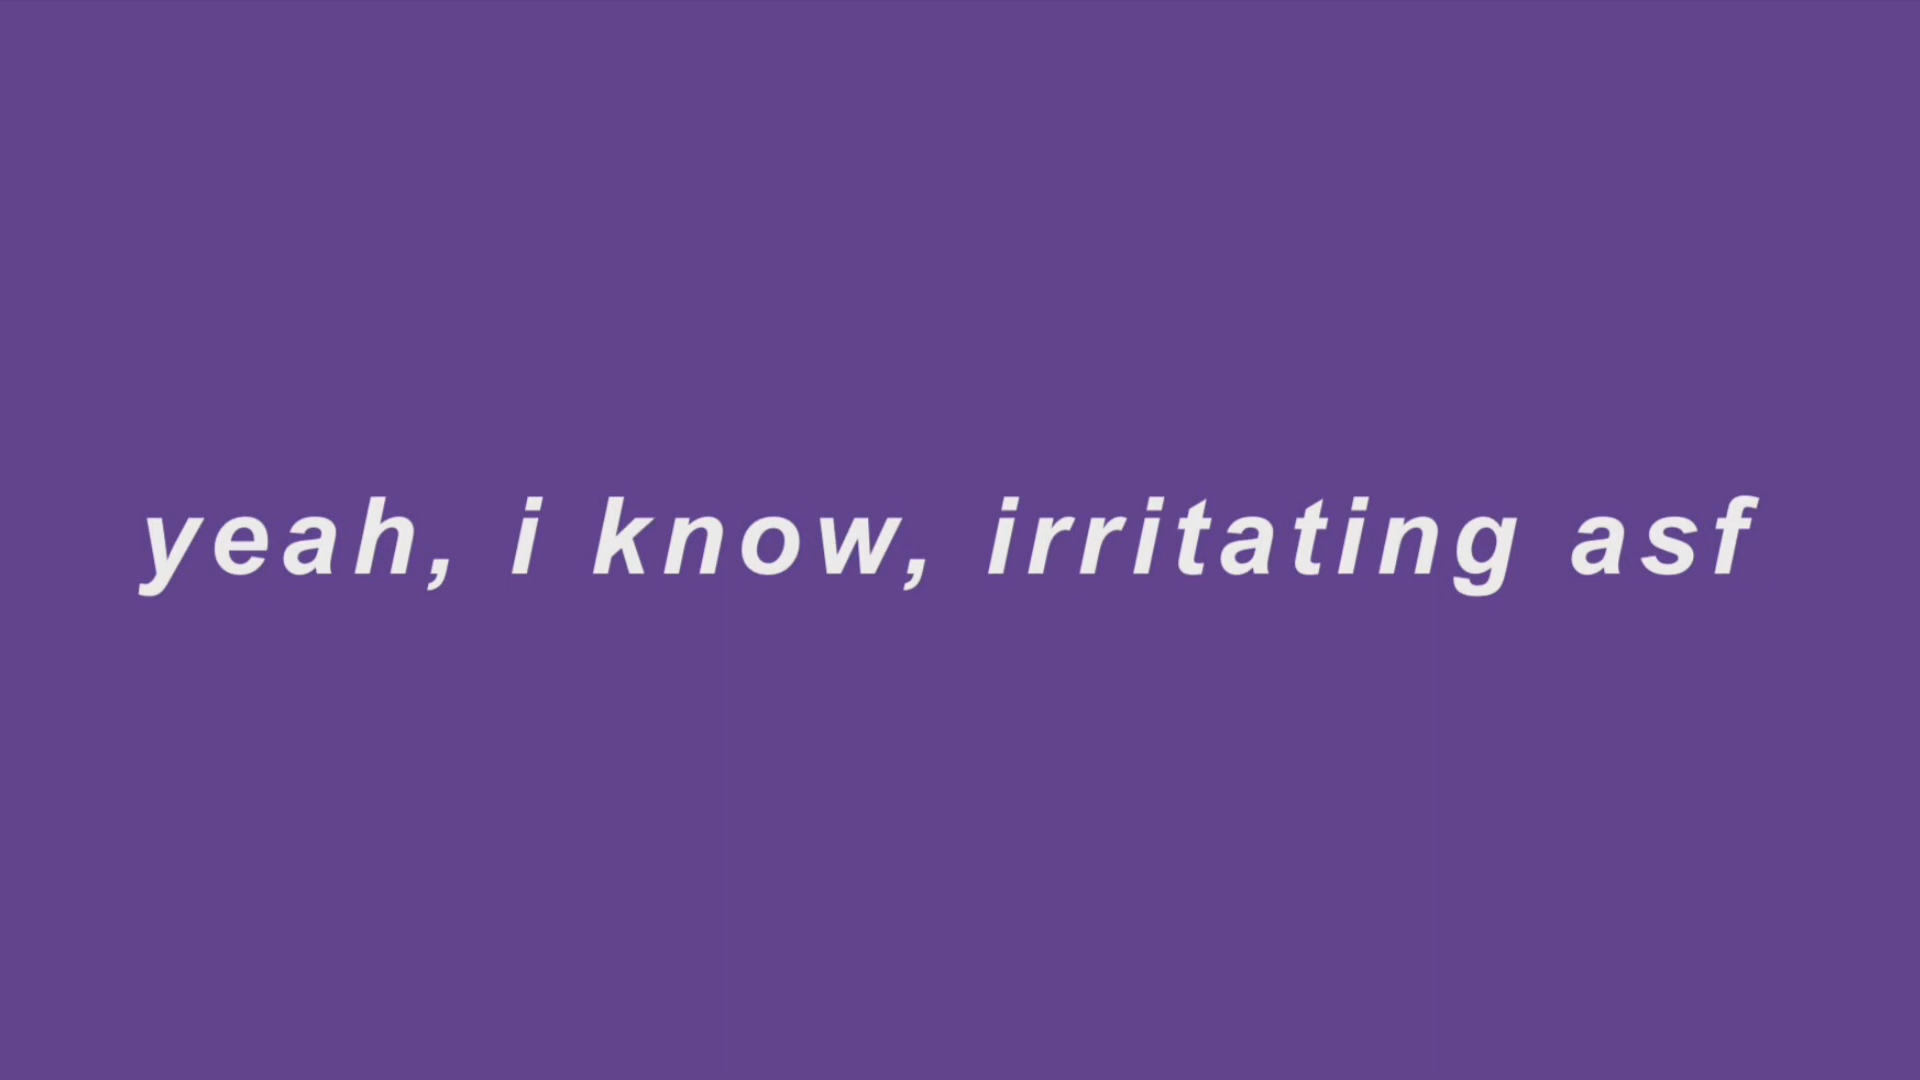 yeah, i know, irritating asf